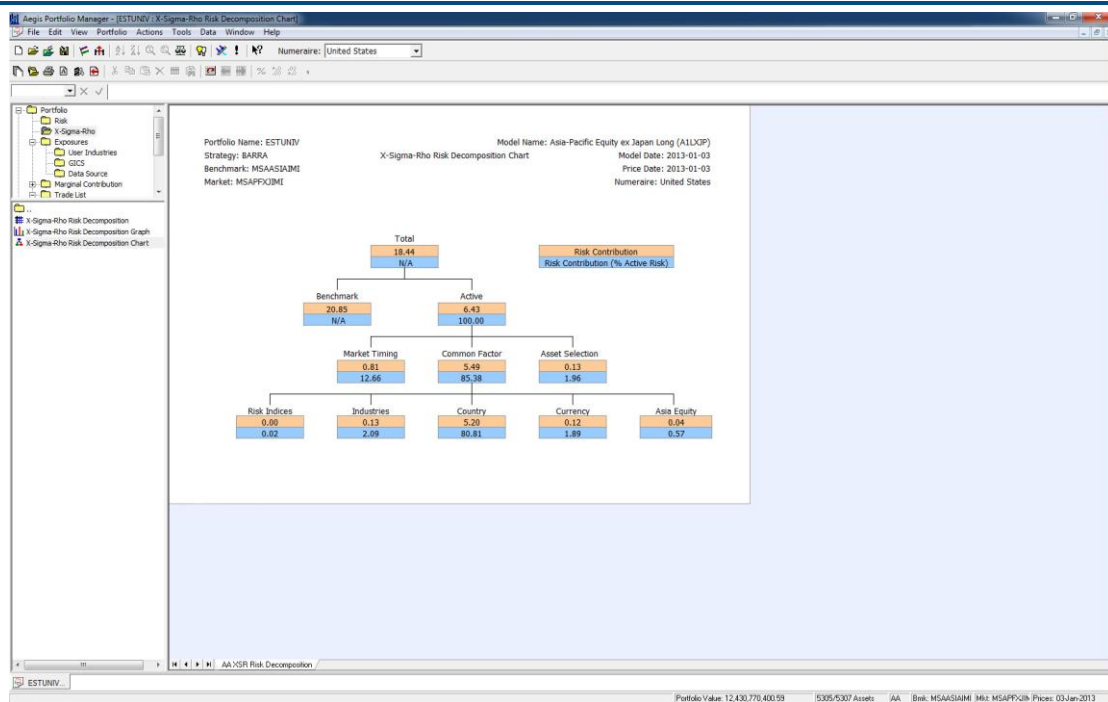 Aegis Portfolio Manager - [ESTUNIV : X-Sigma-Rho Risk Decomposition Chart]
File Edit View Portfolio Actions Tools Data Window Help
Numeraire: United States
Portfolio
Risk
X-Sigma-Rho
Exposures
User Industries
GICS
Data Source
Marginal Contribution
Trade List
..
X-Sigma-Rho Risk Decomposition
X-Sigma-Rho Risk Decomposition Graph
X-Sigma-Rho Risk Decomposition Chart
Portfolio Name: ESTUNIV Model Name: Asia-Pacific Equity ex Japan Long (A1LXJP)
Strategy: BARRA X-Sigma-Rho Risk Decomposition Chart Model Date: 2013-01-03
Benchmark: MSAASIAIMI Price Date: 2013-01-03
Market: MSAPFXJIMI Numeraire: United States
Total
18.44 Risk Contribution
N/A Risk Contribution (% Active Risk)
Benchmark Active
20.85 6.43
N/A 100.00
Market Timing Common Factor Asset Selection
0.81 5.49 0.13
12.66 85.38 1.96
Risk Indices Industries Country Currency Asia Equity
0.00 0.13 5.20 0.12 0.04
0.02 2.09 80.81 1.89 0.57
AA XSR Risk Decomposition
ESTUNIV...
Portfolio Value: 12,430,770,400.59 5305/5307 Assets AA Bmk: MSAASIAIMI Mkt: MSAPFXJIM Prices: 03-Jan-2013